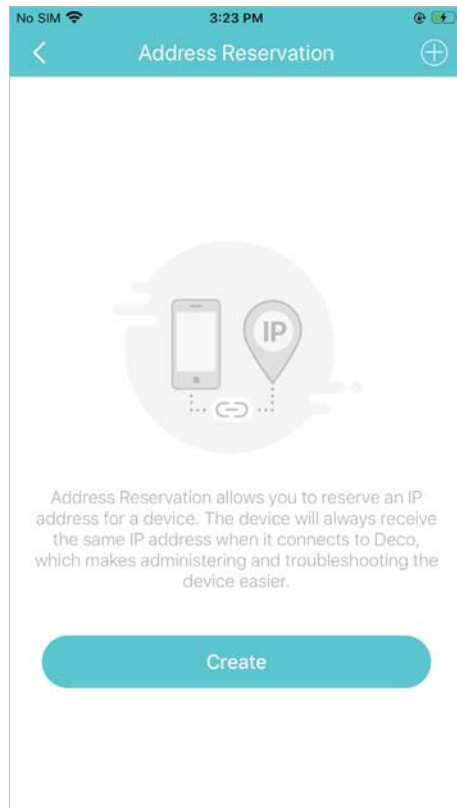 No SIM 3:23 PM
Address Reservation
IP
Address Reservation allows you to reserve an IP
address for a device. The device will always receive
the same IP address when it connects to Deco,
which makes administering and troubleshooting the
device easier.
Create